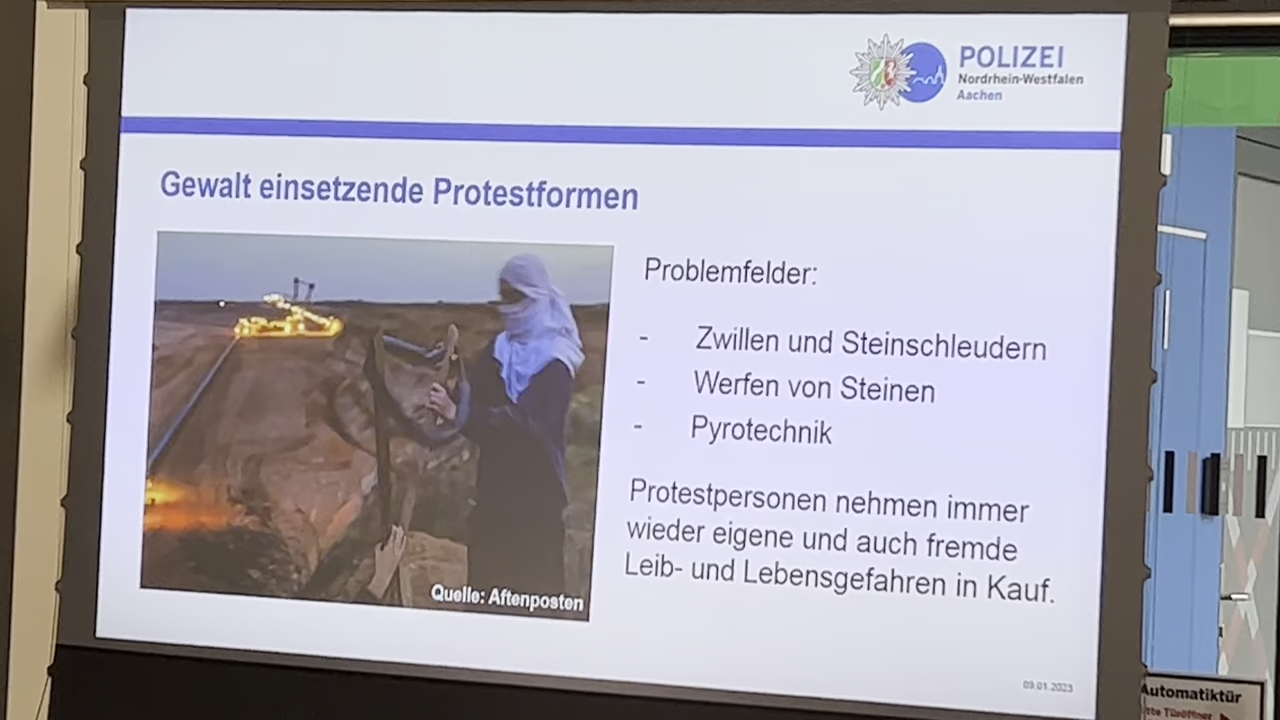 POLIZEI
Nordrhein-Westfalen
Aachen
Gewalt einsetzende Protestformen
Problemfelder:
- Zwillen und Steinschleudern
- Werfen von Steinen
- Pyrotechnik
Protestpersonen nehmen immer
wieder eigene und auch fremde
Leib- und Lebensgefahren in Kauf.
Quelle: Aftenposten
09.01.2023
Automatiktür